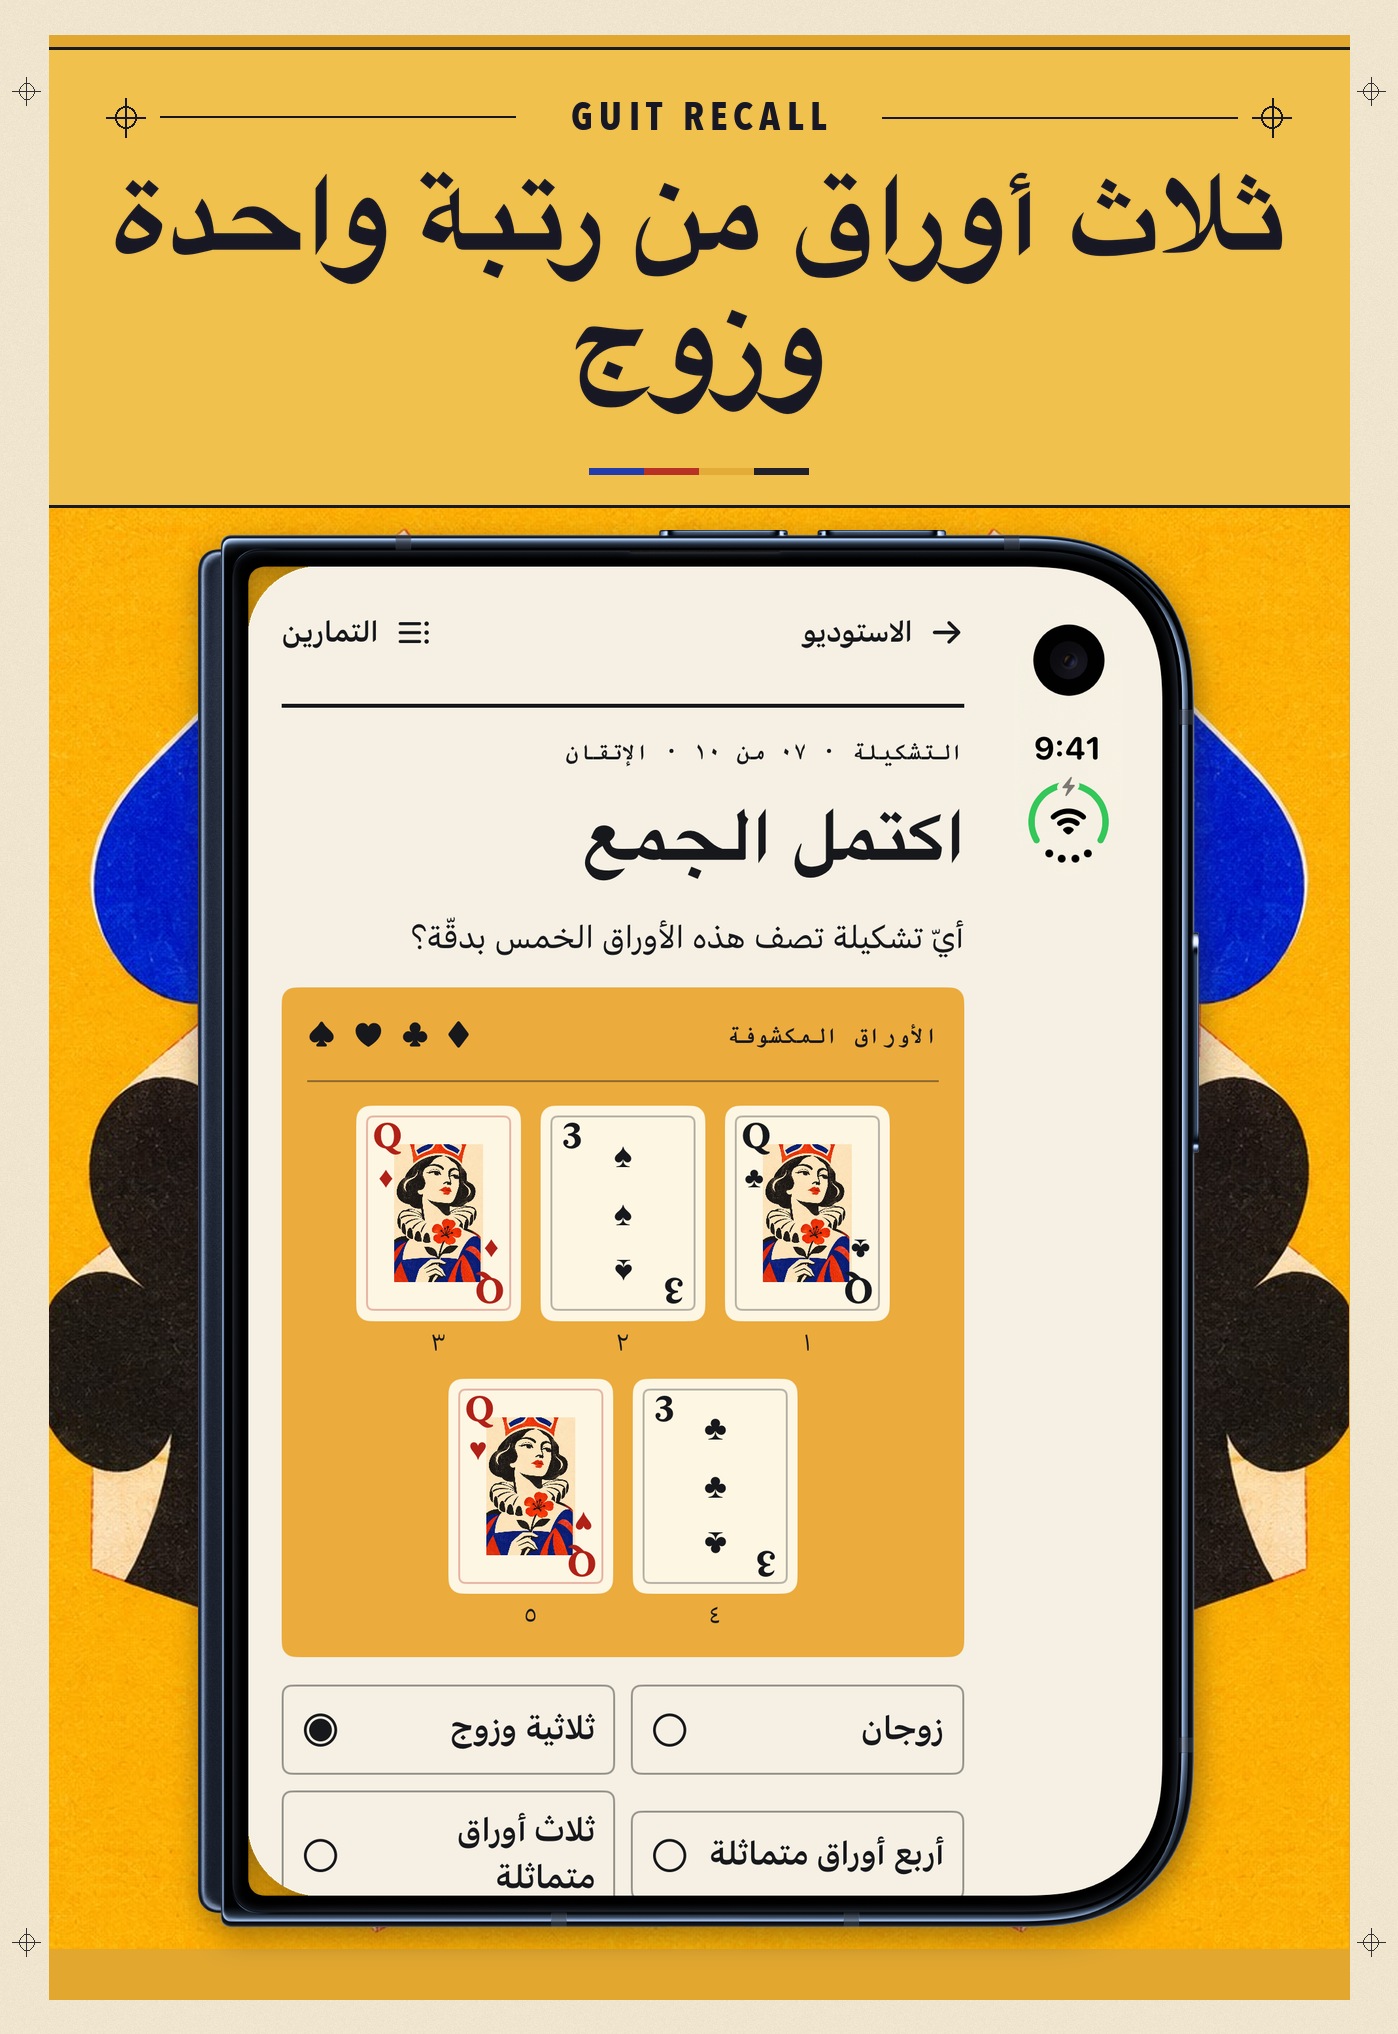 GUIT RECALL
ثلاث أوراق من رتبة واحدة
وزوج
الاستوديو
التمارين
9:41
التشكيلة · ٠٧ من ١٠ · الإتقان
اكتمل الجمع
أيّ تشكيلة تصف هذه الأوراق الخمس بدقّة؟
الأوراق المكشوفة
Q Q
3 3
Q Q
١
٢
٣
3 3
Q Q
٤
٥
زوجان
ثلاثية وزوج
أربع أوراق متماثلة
ثلاث أوراق
متماثلة